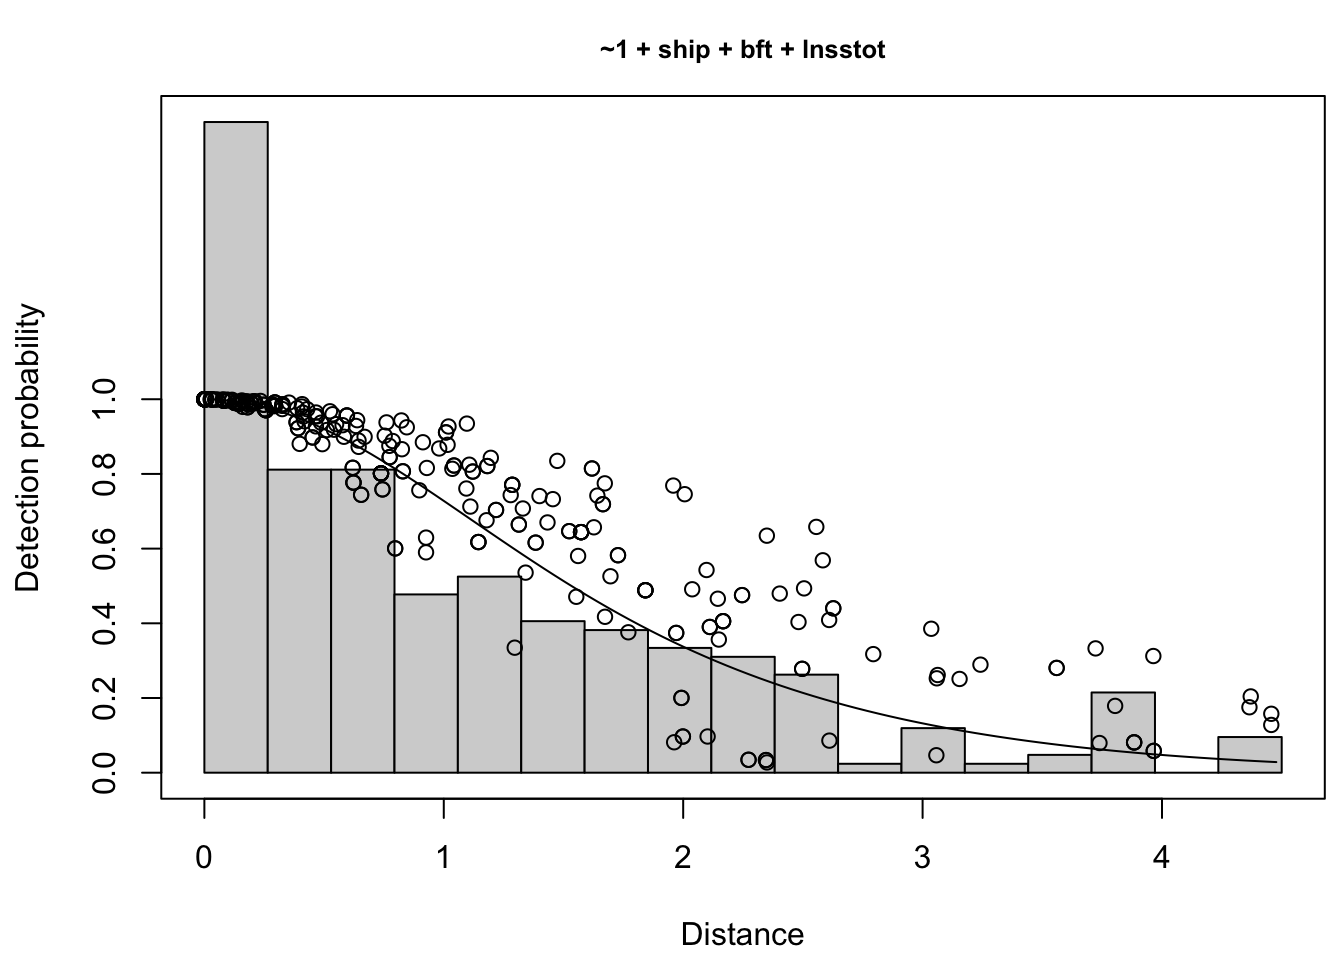 ~1 + ship + bft + lnsstot
Detection probability
1.0
0.8
0.6
0.4
0.2
0.0
0 1 2 3 4
Distance